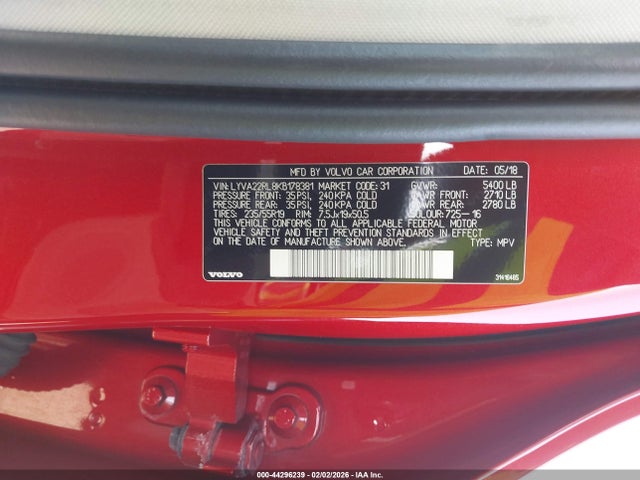 MFD BY VOLVO CAR CORPORATION DATE: 05/18
VIN: LYVA22RL8KB178381 MARKET CODE: 31 GVWR: 5400 LB
PRESSURE FRONT: 35 PSI, 240 KPA COLD FRONT: 2710 LB
PRESSURE REAR: 35 PSI, 240 KPA COLD REAR: 2780 LB
TIRES: 235/55R19 RIM: 7.5Jx19x50.5 COLOUR: 725-16
THIS VEHICLE CONFORMS TO ALL APPLICABLE FEDERAL MOTOR
VEHICLE SAFETY AND THEFT PREVENTION STANDARDS IN
EFFECT ON THE DATE OF MANUFACTURE SHOWN ABOVE. TYPE: MPV
VOLVO 31416485
000-44296239 - 02/02/2026 - IAA Inc.